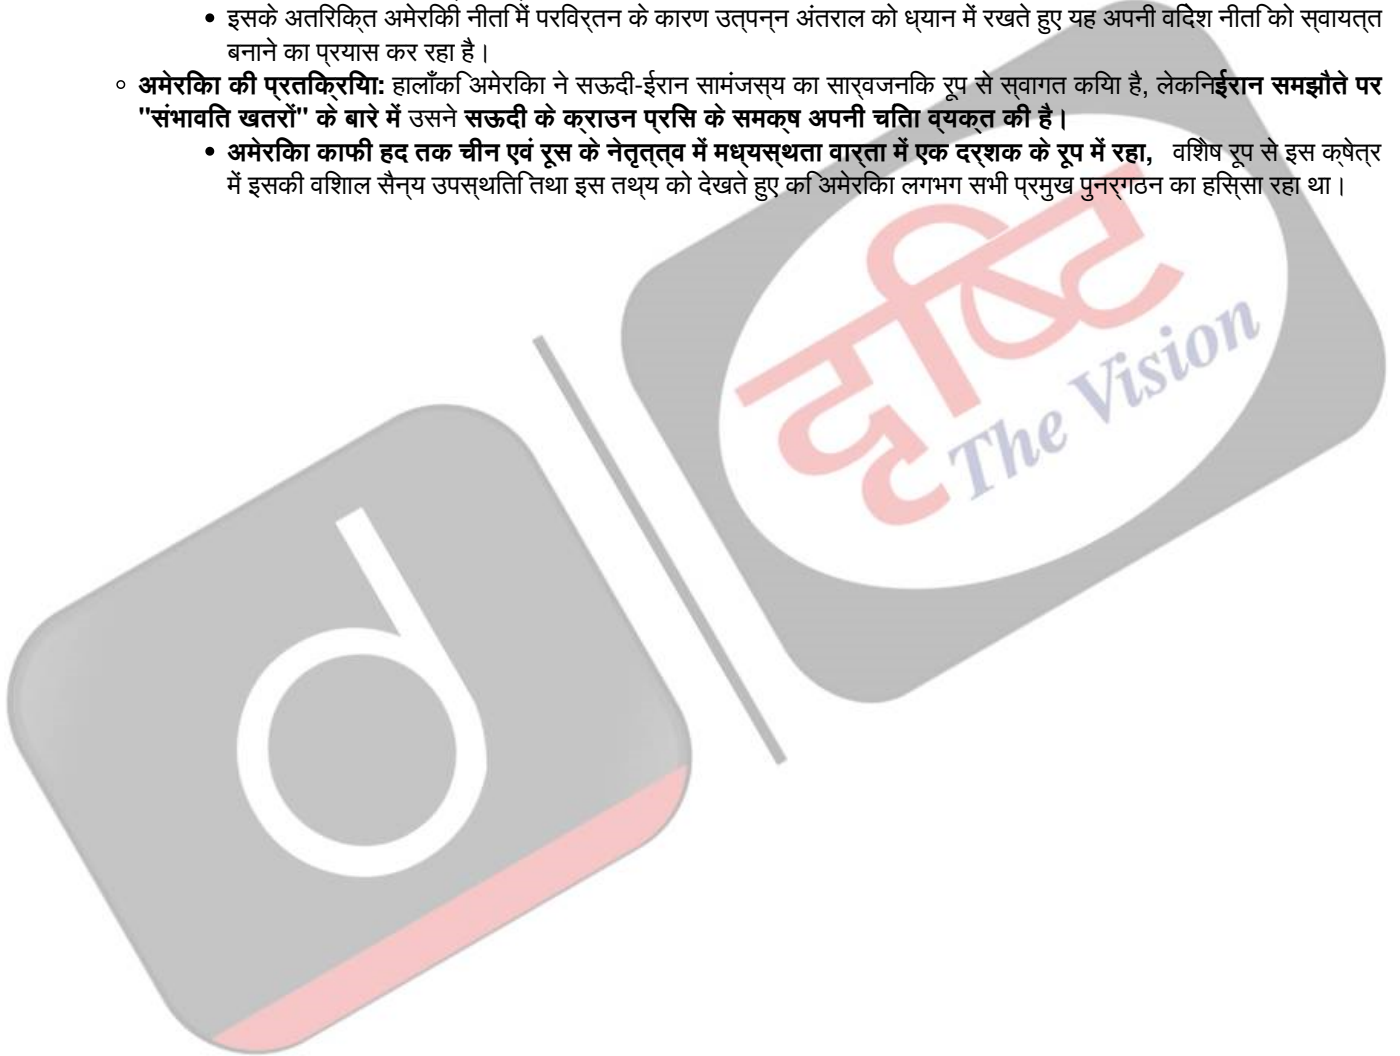 • इसके अतिरिक्त अमेरिकी नीति में परिवर्तन के कारण उत्पन्न अंतराल को ध्यान में रखते हुए यह अपनी विदेश नीति को स्वायत्त
बनाने का प्रयास कर रहा है।
○ अमेरिका की प्रतिक्रिया: हालाँकि अमेरिका ने सऊदी-ईरान सामंजस्य का सार्वजनिक रूप से स्वागत किया है, लेकिन ईरान समझौते पर
"संभावित खतरों" के बारे में उसने सऊदी के क्राउन प्रिंस के समक्ष अपनी चिंता व्यक्त की है।
• अमेरिका काफी हद तक चीन एवं रूस के नेतृत्त्व में मध्यस्थता वार्ता में एक दर्शक के रूप में रहा, विशेष रूप से इस क्षेत्र
में इसकी विशाल सैन्य उपस्थिति तथा इस तथ्य को देखते हुए कि अमेरिका लगभग सभी प्रमुख पुनर्गठन का हिस्सा रहा था।
दृष्टि
The Vision
d